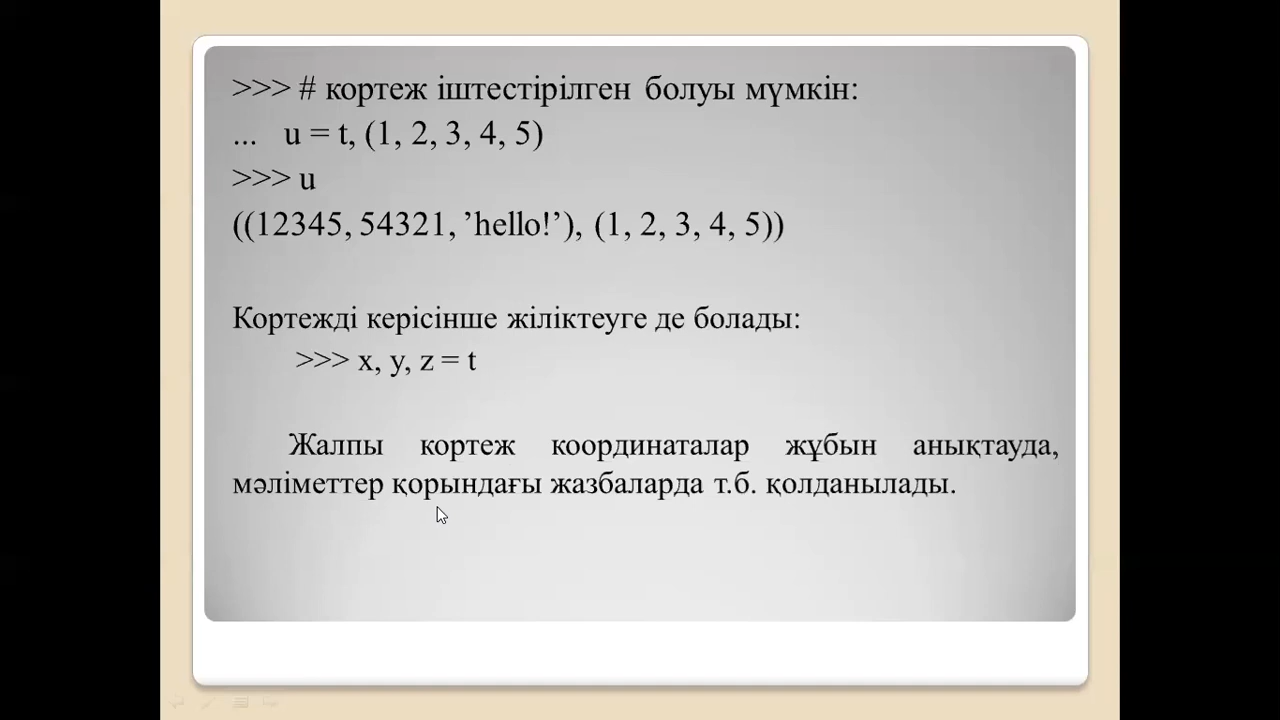 >>> # кортеж іштестірілген болуы мүмкін:
... u = t, (1, 2, 3, 4, 5)
>>> u
((12345, 54321, ’hello!’), (1, 2, 3, 4, 5))
Кортежді керісінше жіліктеуге де болады:
>>> x, y, z = t
Жалпы кортеж координаталар жұбын анықтауда,
мәліметтер қорындағы жазбаларда т.б. қолданылады.